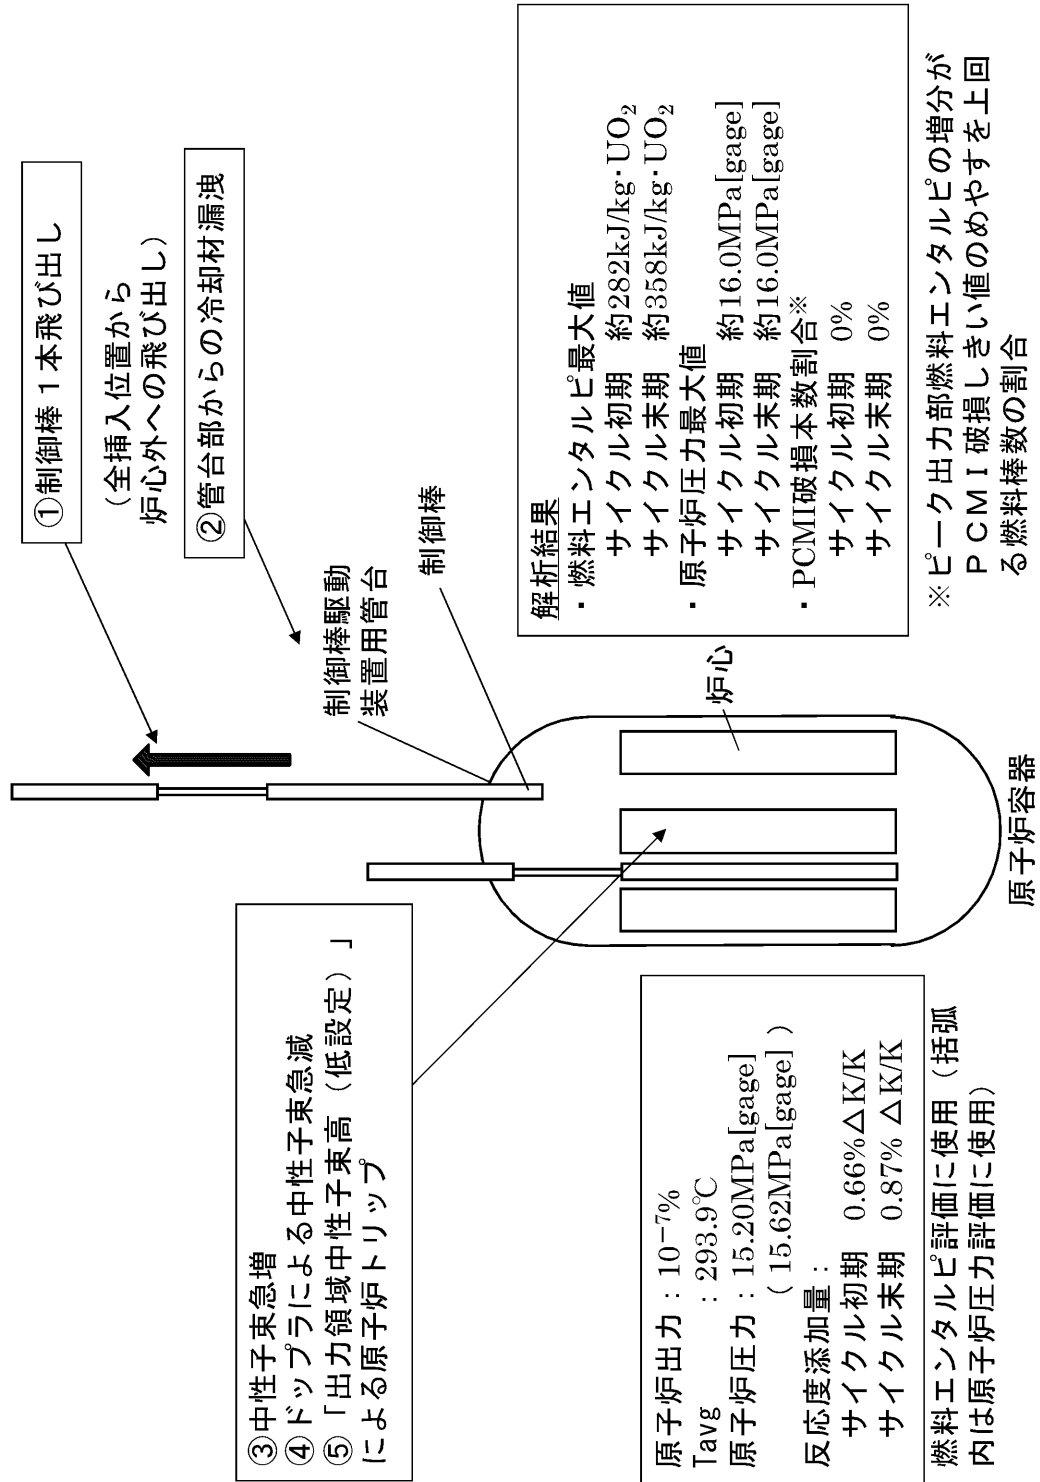 ①制御棒1本飛び出し
(全挿入位置から
炉心外への飛び出し)
②管台部からの冷却材漏洩
制御棒駆動
装置用管台
制御棒
③中性子束急増
④ドップラによる中性子束急減
⑤「出力領域中性子束高(低設定)」
による原子炉トリップ
炉心
原子炉容器
原子炉出力:10⁻⁷%
Tavg :293.9℃
原子炉圧力:15.20MPa[gage]
(15.62MPa[gage])
反応度添加量:
サイクル初期 0.66%△K/K
サイクル末期 0.87% △K/K
燃料エンタルピ評価に使用(括弧
内は原子炉圧力評価に使用)
解析結果
・燃料エンタルピ最大値
サイクル初期 約282kJ/kg・UO₂
サイクル末期 約358kJ/kg・UO₂
・原子炉圧力最大値
サイクル初期 約16.0MPa[gage]
サイクル末期 約16.0MPa[gage]
・PCMI破損本数割合※
サイクル初期 0%
サイクル末期 0%
※ピーク出力部燃料エンタルピの増分が
PCMI破損しきい値のめやすを上回
る燃料棒数の割合